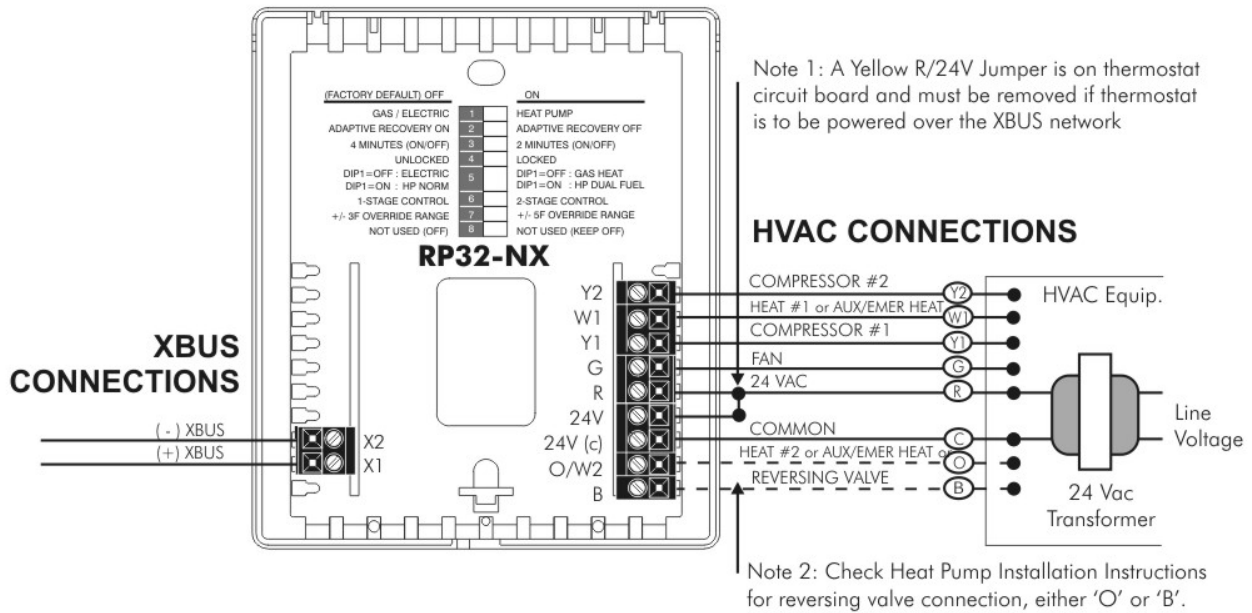 Note 1: A Yellow R/24V Jumper is on thermostat
circuit board and must be removed if thermostat
is to be powered over the XBUS network
(FACTORY DEFAULT) OFF ON
GAS / ELECTRIC 1 HEAT PUMP
ADAPTIVE RECOVERY ON 2 ADAPTIVE RECOVERY OFF
4 MINUTES (ON/OFF) 3 2 MINUTES (ON/OFF)
UNLOCKED 4 LOCKED
DIP1=OFF : ELECTRIC 5 DIP1=OFF : GAS HEAT
DIP1=ON : HP NORM DIP1=ON : HP DUAL FUEL
1-STAGE CONTROL 6 2-STAGE CONTROL
+/- 3F OVERRIDE RANGE 7 +/- 5F OVERRIDE RANGE
NOT USED (OFF) 8 NOT USED (KEEP OFF)
RP32-NX
HVAC CONNECTIONS
Y2 COMPRESSOR #2 Y2 HVAC Equip.
W1 HEAT #1 or AUX/EMER HEAT W1
Y1 COMPRESSOR #1 Y1
G FAN G
R 24 VAC R
24V
24V (c) COMMON C
O/W2 HEAT #2 or AUX/EMER HEAT or O
B REVERSING VALVE B
Line
Voltage
24 Vac
Transformer
XBUS
CONNECTIONS
(-) XBUS X2
(+) XBUS X1
Note 2: Check Heat Pump Installation Instructions
for reversing valve connection, either 'O' or 'B'.